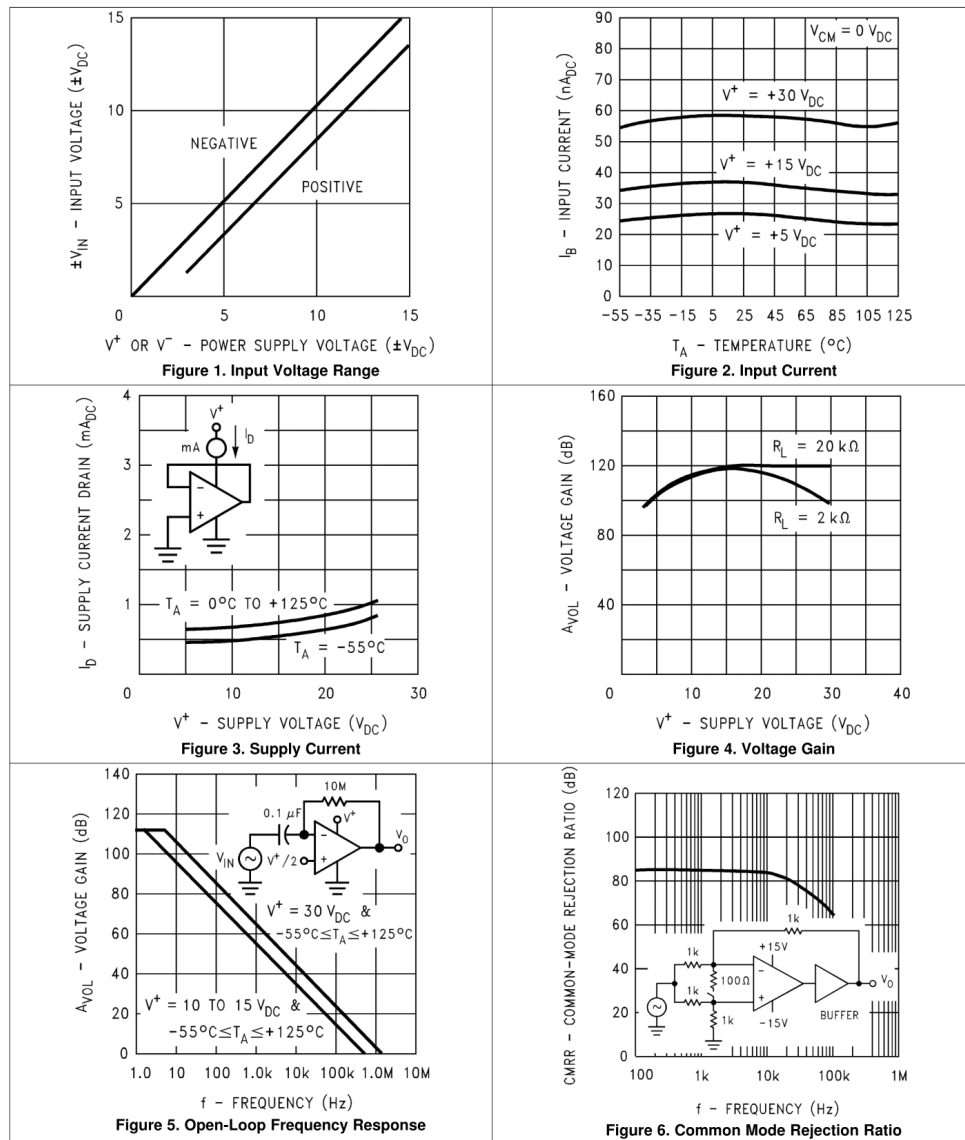 15
10
5
0
5
10
15
±V_IN – INPUT VOLTAGE (±V_DC)
NEGATIVE
POSITIVE
V⁺ OR V⁻ – POWER SUPPLY VOLTAGE (±V_DC)
Figure 1. Input Voltage Range
90
80
70
60
50
40
30
20
10
0
-55 -35 -15 5 25 45 65 85 105 125
I_B – INPUT CURRENT (nA_DC)
V_CM = 0 V_DC
V⁺ = +30 V_DC
V⁺ = +15 V_DC
V⁺ = +5 V_DC
T_A – TEMPERATURE (°C)
Figure 2. Input Current
4
3
2
1
0
10
20
30
I_D – SUPPLY CURRENT DRAIN (mA_DC)
V⁺
mA
I_D
–
+
T_A = 0°C TO +125°C
T_A = -55°C
V⁺ – SUPPLY VOLTAGE (V_DC)
Figure 3. Supply Current
160
120
80
40
0
10
20
30
40
A_VOL – VOLTAGE GAIN (dB)
R_L = 20 kΩ
R_L = 2 kΩ
V⁺ – SUPPLY VOLTAGE (V_DC)
Figure 4. Voltage Gain
140
120
100
80
60
40
20
0
1.0 10 100 1.0k 10k 100k 1.0M 10M
A_VOL – VOLTAGE GAIN (dB)
10M
0.1 μF
V⁺
V_O
V_IN
V⁺/2
–
+
V⁺ = 30 V_DC &
-55°C≤T_A≤+125°C
V⁺ = 10 TO 15 V_DC &
-55°C≤T_A≤+125°C
f – FREQUENCY (Hz)
Figure 5. Open-Loop Frequency Response
120
100
80
60
40
20
0
100 1k 10k 100k 1M
CMRR – COMMON-MODE REJECTION RATIO (dB)
1k
1k
+15V
100Ω
–
+
1k
1k
-15V
BUFFER
V_O
f – FREQUENCY (Hz)
Figure 6. Common Mode Rejection Ratio